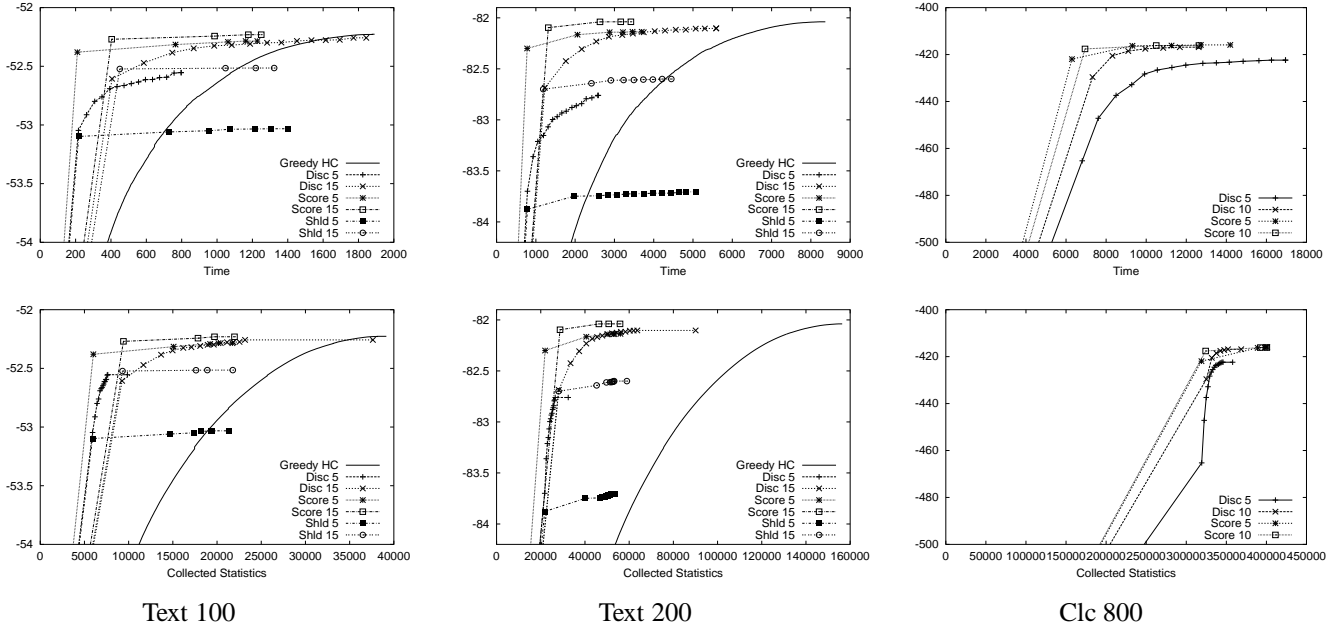 -52
-52.5
-53
-53.5
-54
0 200 400 600 800 1000 1200 1400 1600 1800 2000
Time
Greedy HC
Disc 5
Disc 15
Score 5
Score 15
Shld 5
Shld 15
-82
-82.5
-83
-83.5
-84
0 1000 2000 3000 4000 5000 6000 7000 8000 9000
Time
Greedy HC
Disc 5
Disc 15
Score 5
Score 15
Shld 5
Shld 15
-400
-420
-440
-460
-480
-500
0 2000 4000 6000 8000 10000 12000 14000 16000 18000
Time
Disc 5
Disc 10
Score 5
Score 10
-52
-52.5
-53
-53.5
-54
0 5000 10000 15000 20000 25000 30000 35000 40000
Collected Statistics
Greedy HC
Disc 5
Disc 15
Score 5
Score 15
Shld 5
Shld 15
-82
-82.5
-83
-83.5
-84
0 20000 40000 60000 80000 100000 120000 140000 160000
Collected Statistics
Greedy HC
Disc 5
Disc 15
Score 5
Score 15
Shld 5
Shld 15
-400
-420
-440
-460
-480
-500
0 50000 100000 150000 200000 250000 300000 350000 400000 450000
Collected Statistics
Disc 5
Disc 10
Score 5
Score 10
Text 100
Text 200
Clc 800